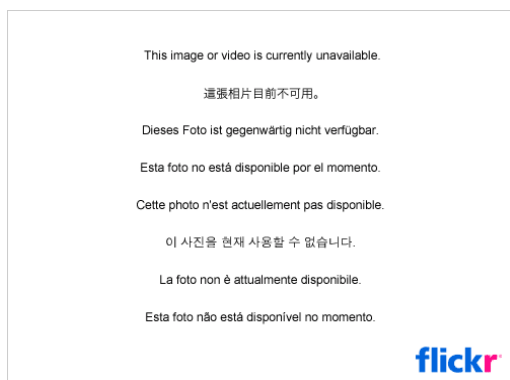 This image or video is currently unavailable.
這張相片目前不可用。
Dieses Foto ist gegenwärtig nicht verfügbar.
Esta foto no está disponible por el momento.
Cette photo n'est actuellement pas disponible.
이 사진을 현재 사용할 수 없습니다.
La foto non è attualmente disponibile.
Esta foto não está disponível no momento.
flickr